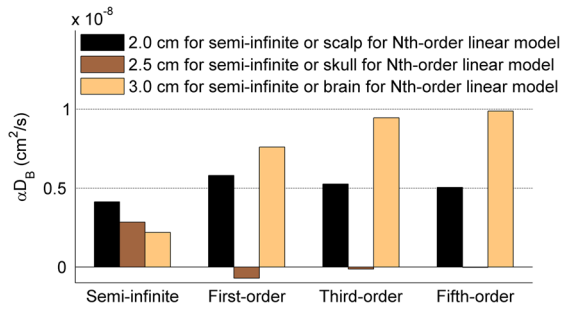 x 10⁻⁸
2.0 cm for semi-infinite or scalp for Nth-order linear model
2.5 cm for semi-infinite or skull for Nth-order linear model
3.0 cm for semi-infinite or brain for Nth-order linear model
1
0.5
0
αD_B (cm²/s)
Semi-infinite First-order Third-order Fifth-order